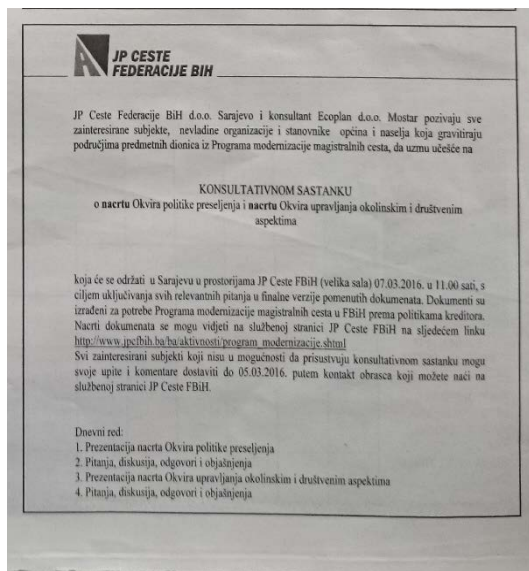 JP CESTE
FEDERACIJE BIH
JP Ceste Federacije BiH d.o.o. Sarajevo i konsultant Ecoplan d.o.o. Mostar pozivaju sve
zainteresirane subjekte, nevladine organizacije i stanovnike općina i naselja koja gravitiraju
područjima predmetnih dionica iz Programa modernizacije magistralnih cesta, da uzmu učešće na
KONSULTATIVNOM SASTANKU
o nacrtu Okvira politike preseljenja i nacrtu Okvira upravljanja okolinskim i društvenim
aspektima
koja će se održati u Sarajevu u prostorijama JP Ceste FBiH (velika sala) 07.03.2016. u 11.00 sati, s
ciljem uključivanja svih relevantnih pitanja u finalne verzije pomenutih dokumenata. Dokumenti su
izrađeni za potrebe Programa modernizacije magistralnih cesta u FBiH prema politikama kreditora.
Nacrti dokumenata se mogu vidjeti na službenoj stranici JP Ceste FBiH na sljedećem linku
http://www.jpcfbih.ba/ba/aktivnosti/program_modernizacije.shtml
Svi zainteresirani subjekti koji nisu u mogućnosti da prisustvuju konsultativnom sastanku mogu
svoje upite i komentare dostaviti do 05.03.2016. putem kontakt obrasca koji možete naći na
službenoj stranici JP Ceste FBiH.
Dnevni red:
1. Prezentacija nacrta Okvira politike preseljenja
2. Pitanja, diskusija, odgovori i objašnjenja
3. Prezentacija nacrta Okvira upravljanja okolinskim i društvenim aspektima
4. Pitanja, diskusija, odgovori i objašnjenja